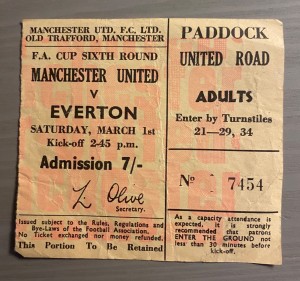 MANCHESTER UTD. F.C. LTD.
OLD TRAFFORD, MANCHESTER
F.A. CUP SIXTH ROUND
MANCHESTER UNITED
V
EVERTON
SATURDAY, MARCH 1st
Kick-off 2-45 p.m.
Admission 7/-
L Olive
Secretary.
Issued subject to the Rules, Regulations and
Bye-Laws of the Football Association.
No Ticket exchanged nor money refunded.
This Portion To Be Retained
PADDOCK
UNITED ROAD
ADULTS
Enter by Turnstiles
21—29, 34
No 7454
As a capacity attendance is
expected, it is strongly
recommended that patrons
ENTER THE GROUND not
less than 30 minutes before
kick-off.